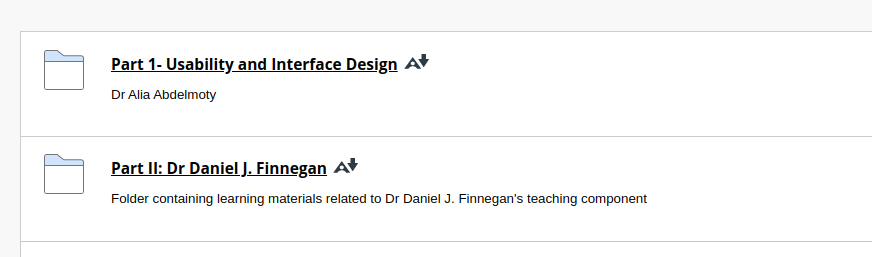 Part 1- Usability and Interface Design
Dr Alia Abdelmoty
Part II: Dr Daniel J. Finnegan
Folder containing learning materials related to Dr Daniel J. Finnegan's teaching component